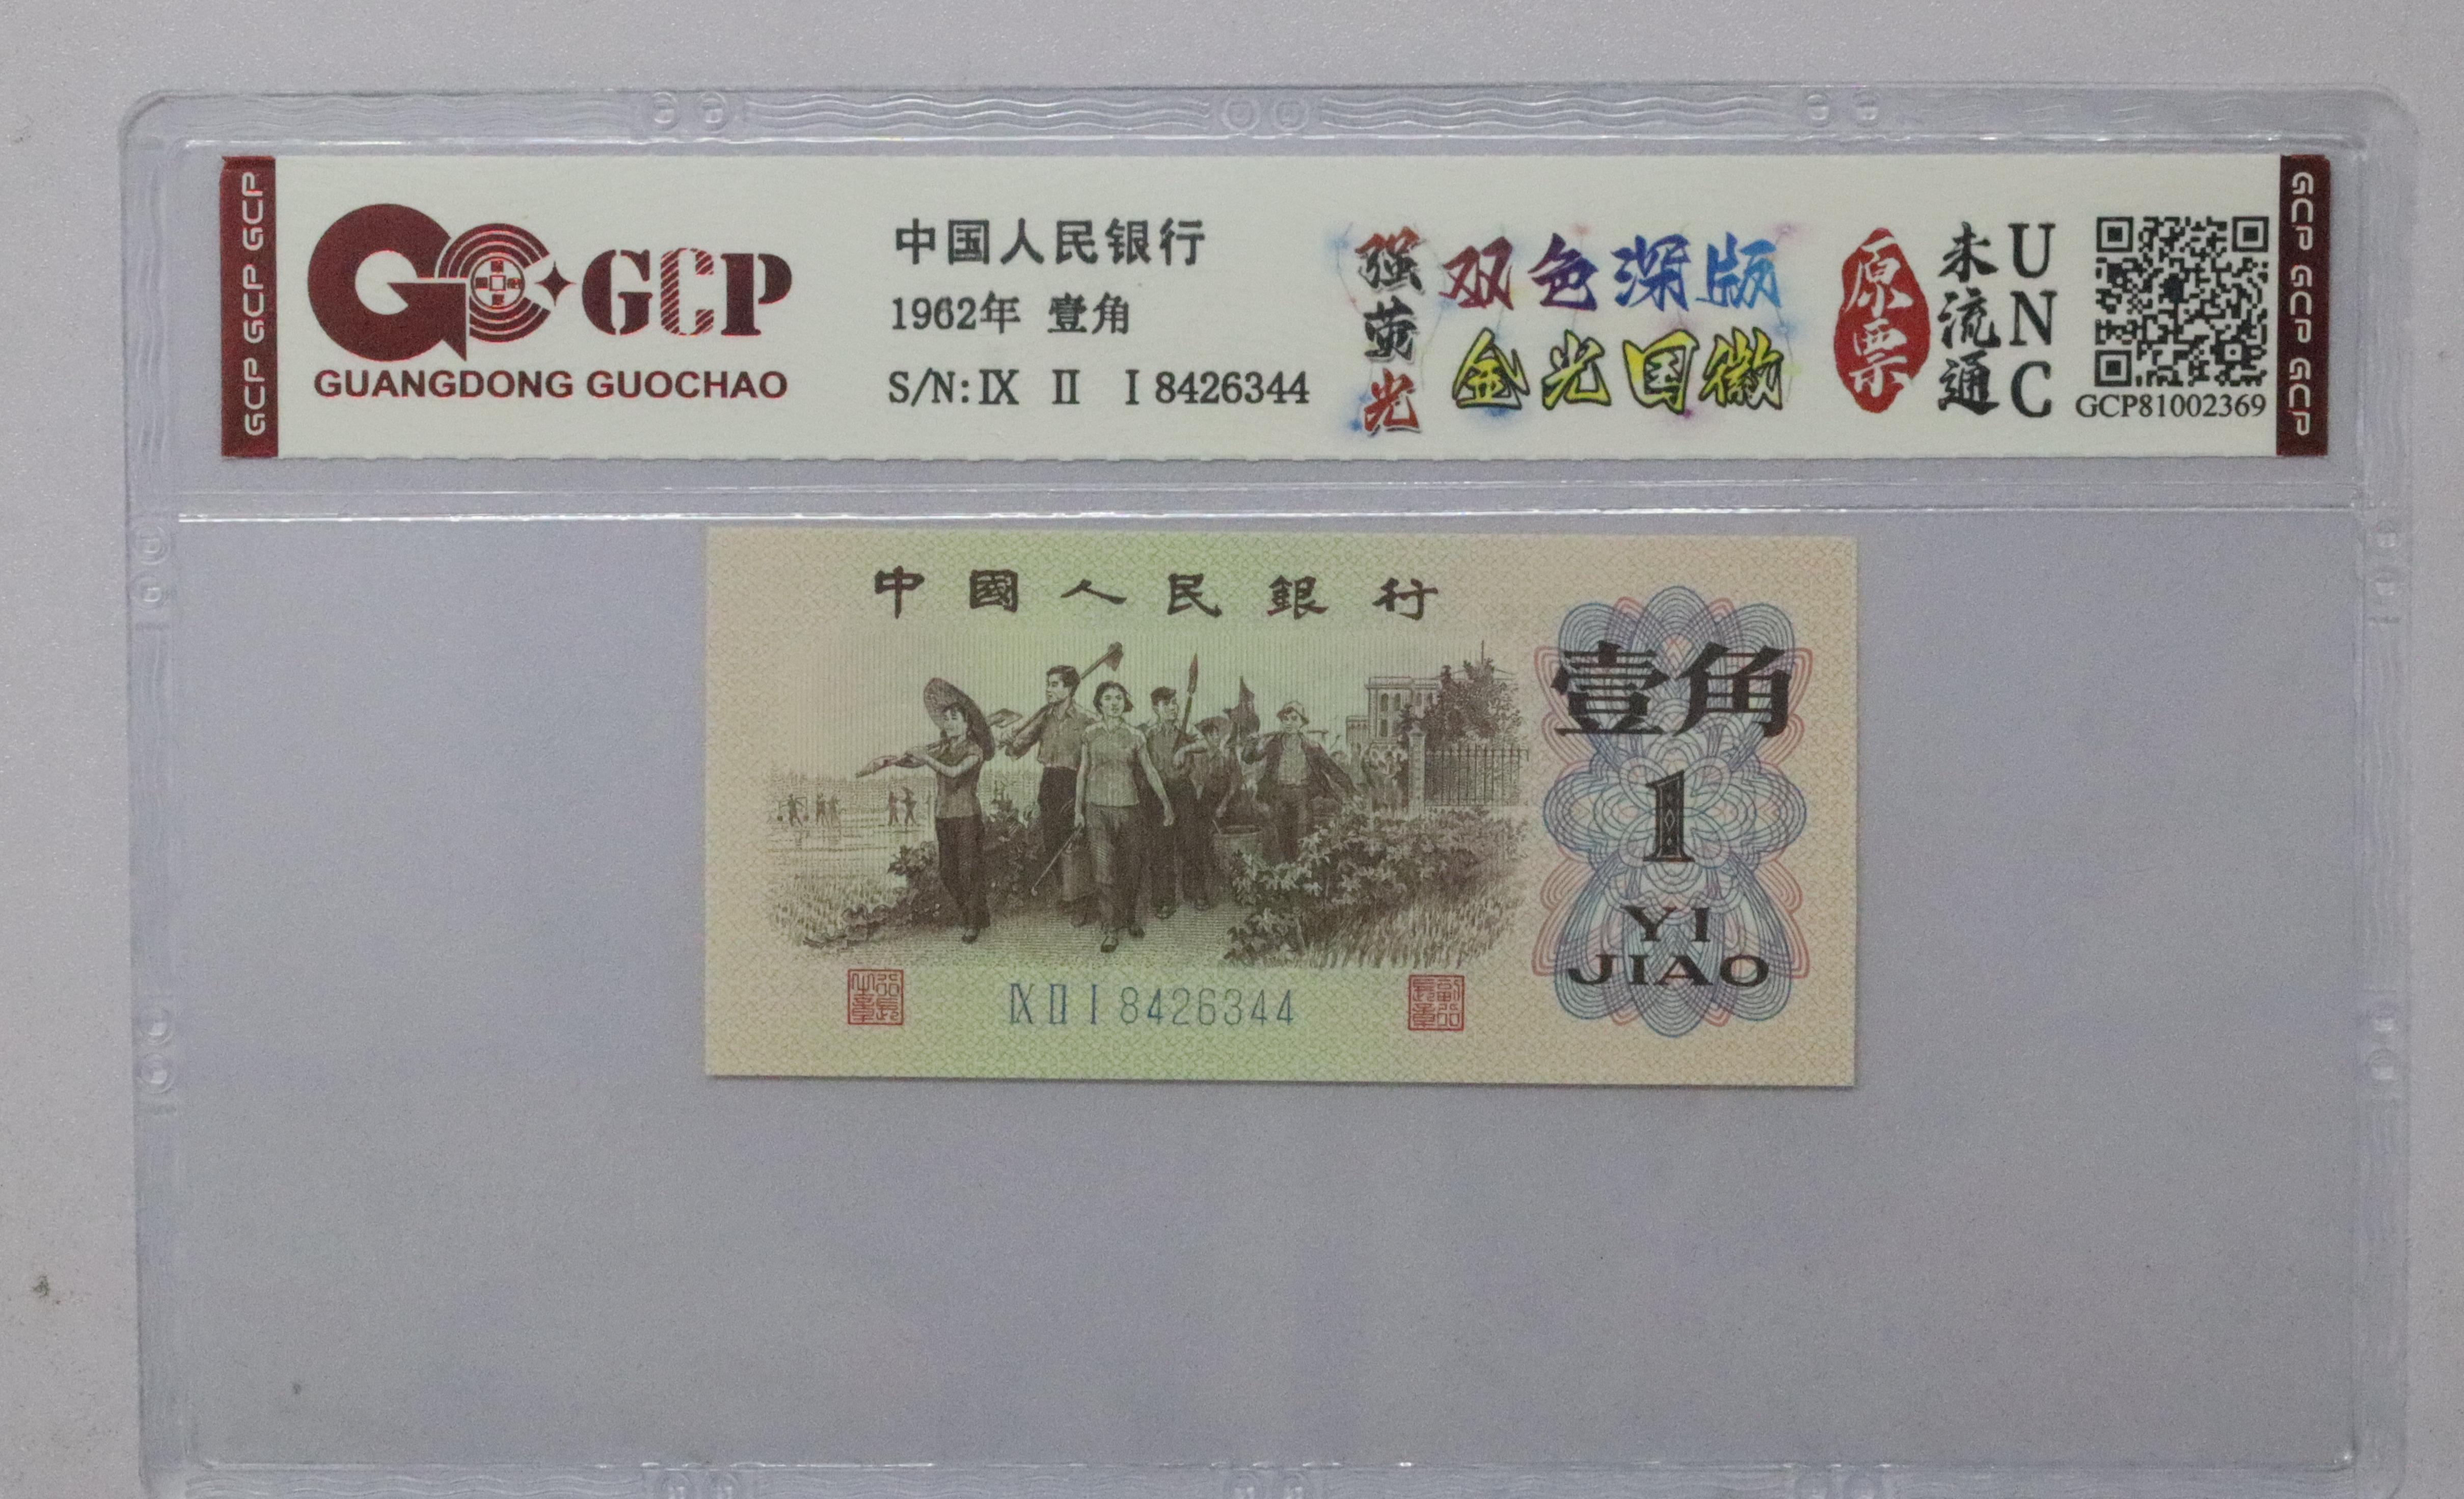 GCP GCP GCP
GCP
GUANGDONG GUOCHAO
中国人民银行
1962年 壹角
S/N: IX II I 8426344
强荧光
双色深版
金光国徽
原票
未流通
UNC
GCP81002369
GCP GCP GCP
中國人民銀行
壹角
1
YI
JIAO
IX II I 8426344